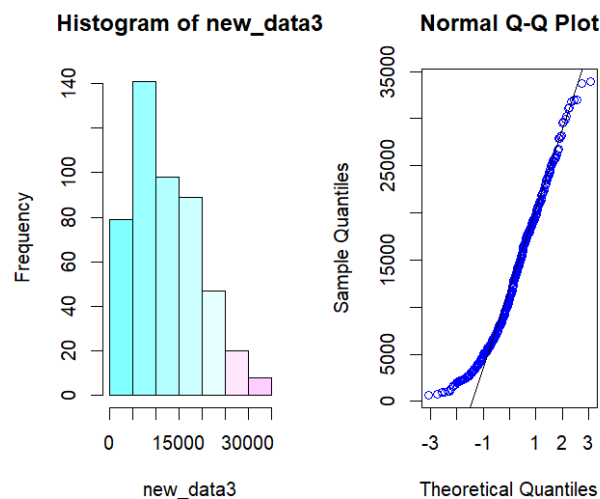 Histogram of new_data3
Frequency
0 20 40 60 80 100 140
0 15000 30000
new_data3
Normal Q-Q Plot
Sample Quantiles
0 5000 15000 25000 35000
-3 -1 1 2 3
Theoretical Quantiles